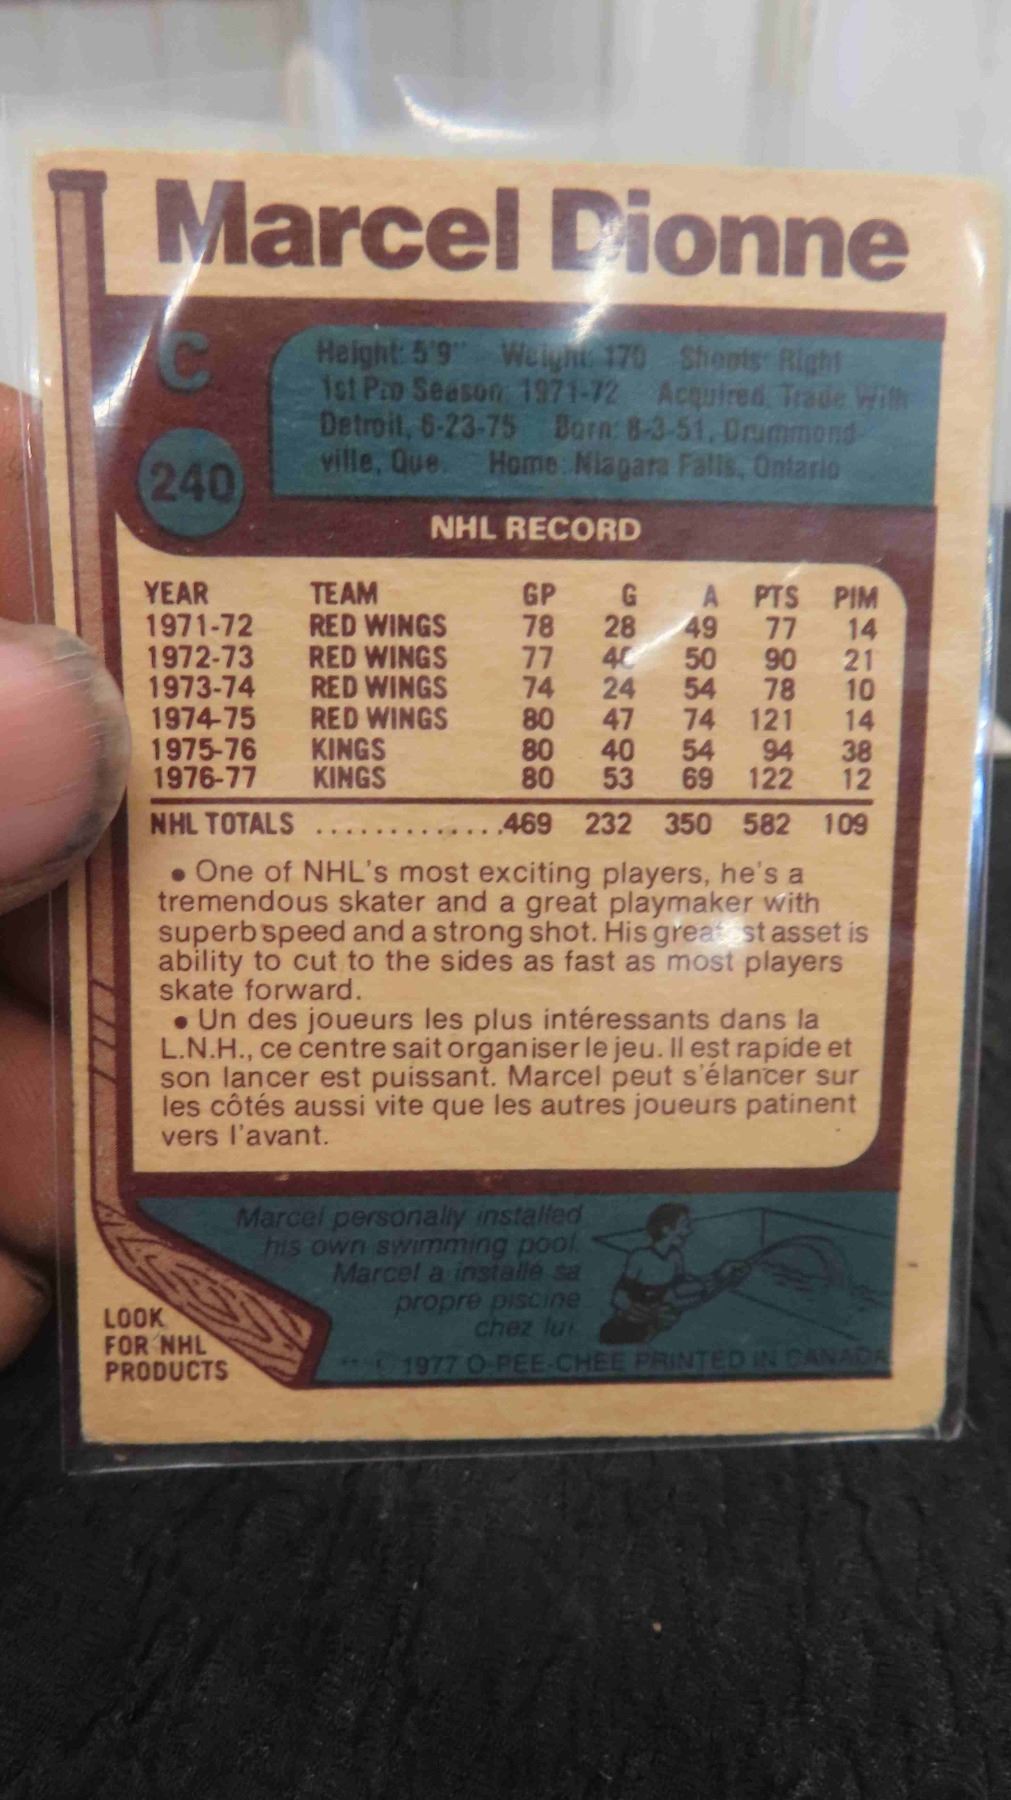 Marcel Dionne
C
Height: 5'9" Weight: 170 Shoots: Right
1st Pro Season: 1971-72 Acquired: Trade With
Detroit, 6-23-75 Born: 8-3-51, Drummond-
ville, Que. Home: Niagara Falls, Ontario
240
NHL RECORD
YEAR TEAM GP G A PTS PIM
1971-72 RED WINGS 78 28 49 77 14
1972-73 RED WINGS 77 40 50 90 21
1973-74 RED WINGS 74 24 54 78 10
1974-75 RED WINGS 80 47 74 121 14
1975-76 KINGS 80 40 54 94 38
1976-77 KINGS 80 53 69 122 12
NHL TOTALS .............469 232 350 582 109
• One of NHL's most exciting players, he's a
tremendous skater and a great playmaker with
superb speed and a strong shot. His greatest asset is
ability to cut to the sides as fast as most players
skate forward.
• Un des joueurs les plus intéressants dans la
L.N.H., ce centre sait organiser le jeu. Il est rapide et
son lancer est puissant. Marcel peut s'élancer sur
les côtés aussi vite que les autres joueurs patinent
vers l'avant.
Marcel personally installed
his own swimming pool.
Marcel a installé sa
propre piscine
chez lui.
LOOK
FOR NHL
PRODUCTS
** © 1977 O-PEE-CHEE PRINTED IN CANADA